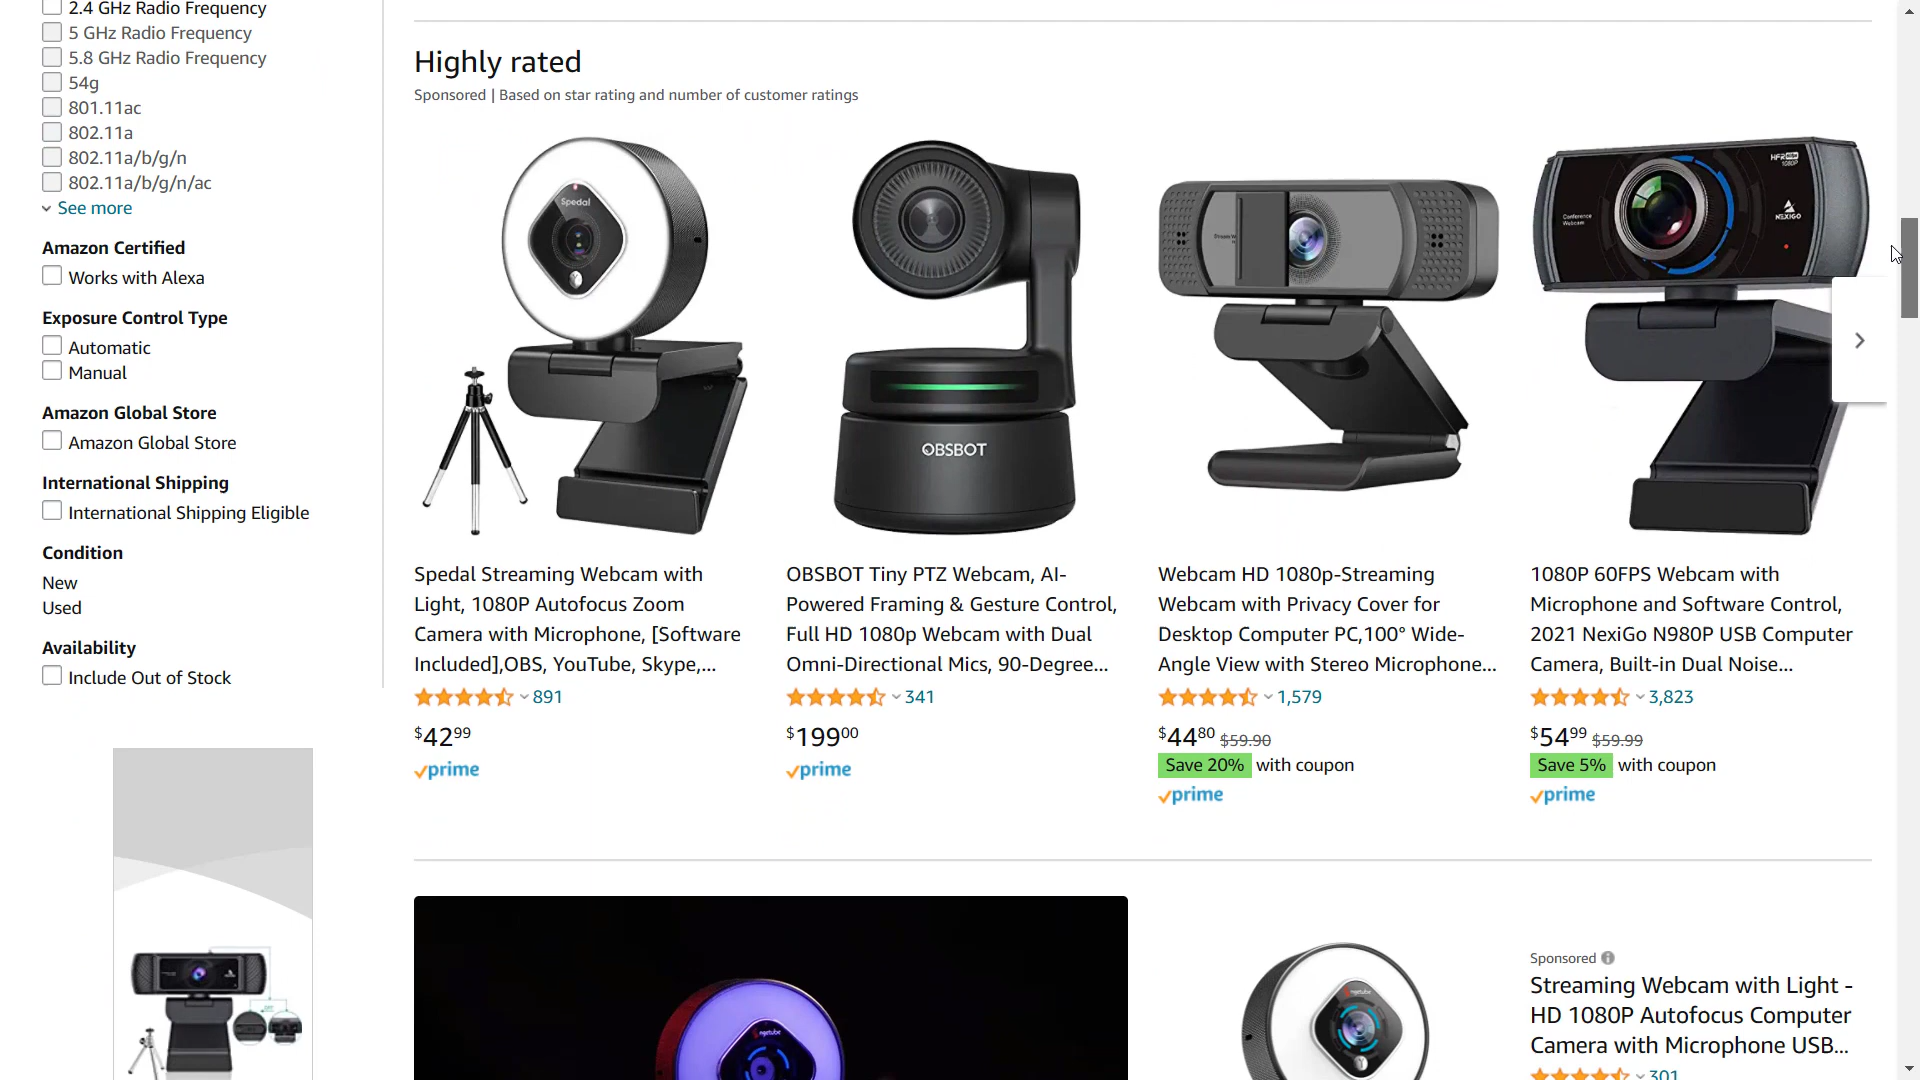 2.4 GHz Radio Frequency
5 GHz Radio Frequency
5.8 GHz Radio Frequency
54g
801.11ac
802.11a
802.11a/b/g/n
802.11a/b/g/n/ac
See more
Amazon Certified
Works with Alexa
Exposure Control Type
Automatic
Manual
Amazon Global Store
Amazon Global Store
International Shipping
International Shipping Eligible
Condition
New
Used
Availability
Include Out of Stock
Highly rated
Sponsored | Based on star rating and number of customer ratings
Spedal
OBSBOT
HFR
1080P
Conference
Webcam
NEXIGO
Spedal Streaming Webcam with
Light, 1080P Autofocus Zoom
Camera with Microphone, [Software
Included],OBS, YouTube, Skype,...
891
$42.99
prime
OBSBOT Tiny PTZ Webcam, AI-
Powered Framing & Gesture Control,
Full HD 1080p Webcam with Dual
Omni-Directional Mics, 90-Degree...
341
$199.00
prime
Webcam HD 1080p-Streaming
Webcam with Privacy Cover for
Desktop Computer PC,100° Wide-
Angle View with Stereo Microphone...
1,579
$44.80 $59.90
Save 20% with coupon
prime
1080P 60FPS Webcam with
Microphone and Software Control,
2021 NexiGo N980P USB Computer
Camera, Built-in Dual Noise...
3,823
$54.99 $59.99
Save 5% with coupon
prime
Sponsored
Streaming Webcam with Light -
HD 1080P Autofocus Computer
Camera with Microphone USB...
301